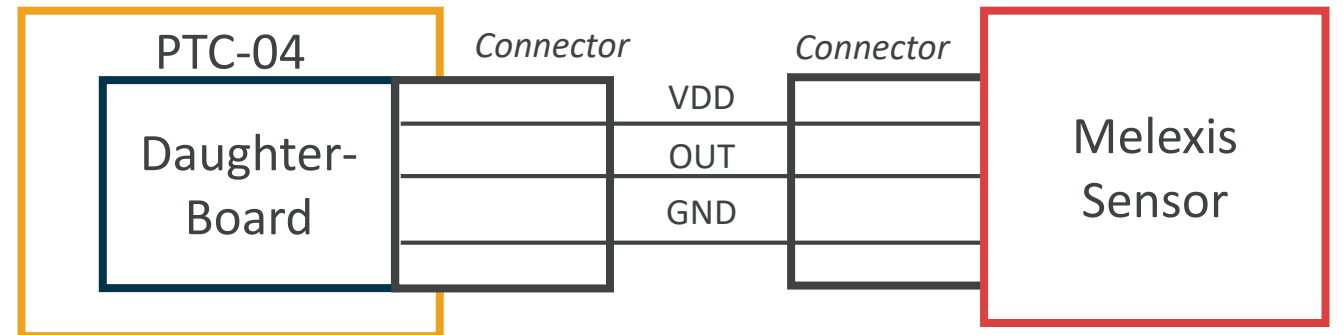 PTC-04
Connector
Connector
Daughter-
Board
VDD
OUT
GND
Melexis
Sensor